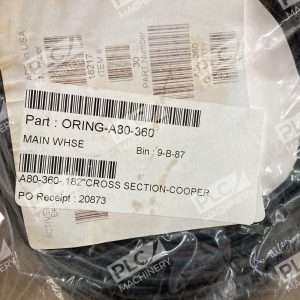 Part : ORING-A80-360
MAIN WHSE
Bin : 9-B-87
A80-360-.182"CROSS SECTION-COOPER
PO Receipt : 20873
PLC
MACHINERY